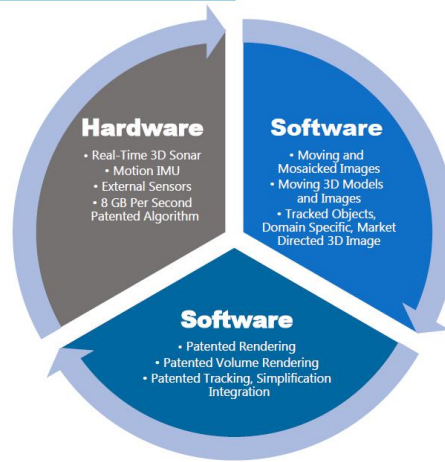 Hardware
• Real-Time 3D Sonar
• Motion IMU
• External Sensors
• 8 GB Per Second
Patented Algorithm
Software
• Moving and
Mosaicked Images
• Moving 3D Models
and Images
• Tracked Objects,
Domain Specific, Market
Directed 3D Image
Software
• Patented Rendering
• Patented Volume Rendering
• Patented Tracking, Simplification
Integration